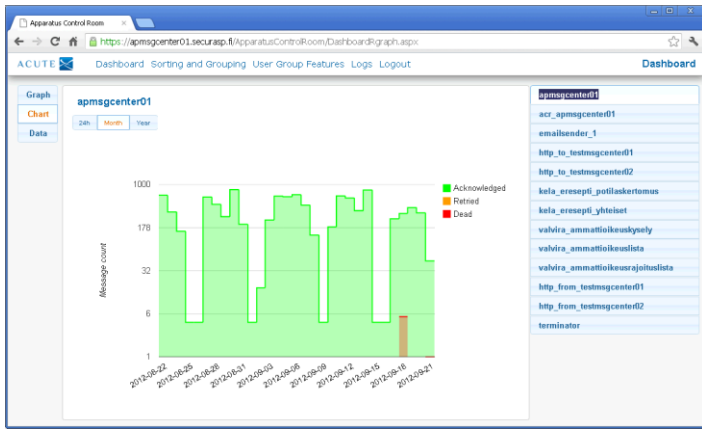 Apparatus Control Room
https://apmsgcenter01.securasp.fi/ApparatusControlRoom/DashboardRgraph.aspx
ACUTE Dashboard Sorting and Grouping User Group Features Logs Logout Dashboard
Graph
Chart
Data
apmsgcenter01
24h Month Year
Message count
1000
178
32
6
1
2012-08-22 2012-08-25 2012-08-28 2012-08-31 2012-09-03 2012-09-06 2012-09-09 2012-09-12 2012-09-15 2012-09-18 2012-09-21
Acknowledged
Retried
Dead
apmsgcenter01
acr_apmsgcenter01
emailsender_1
http_to_testmsgcenter01
http_to_testmsgcenter02
kela_eresepti_potilaskertomus
kela_eresepti_yhteiset
valvira_ammattioikeuskysely
valvira_ammattioikeuslista
valvira_ammattioikeusrajoituslista
http_from_testmsgcenter01
http_from_testmsgcenter02
terminator